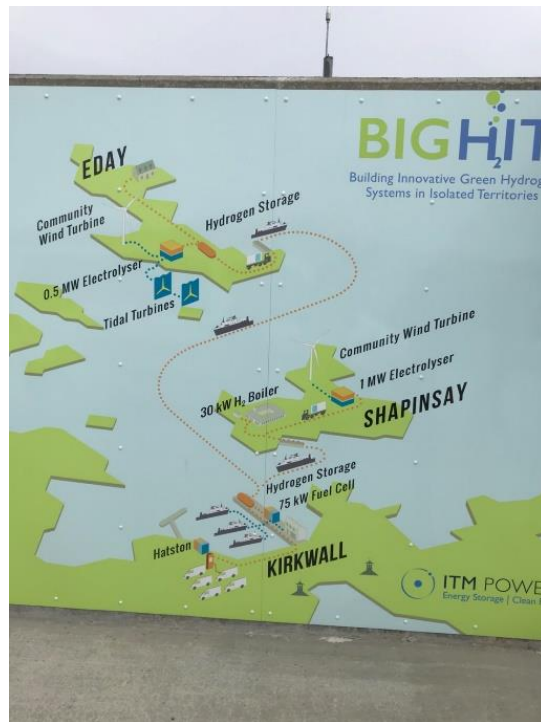 BIGH2IT
Building Innovative Green Hydrog
Systems in Isolated Territories
EDAY
Community
Wind Turbine
Hydrogen Storage
0.5 MW Electrolyser
Tidal Turbines
Community Wind Turbine
1 MW Electrolyser
30 kW H₂ Boiler
SHAPINSAY
Hydrogen Storage
75 kW Fuel Cell
Hatston
KIRKWALL
ITM POWE
Energy Storage | Clean